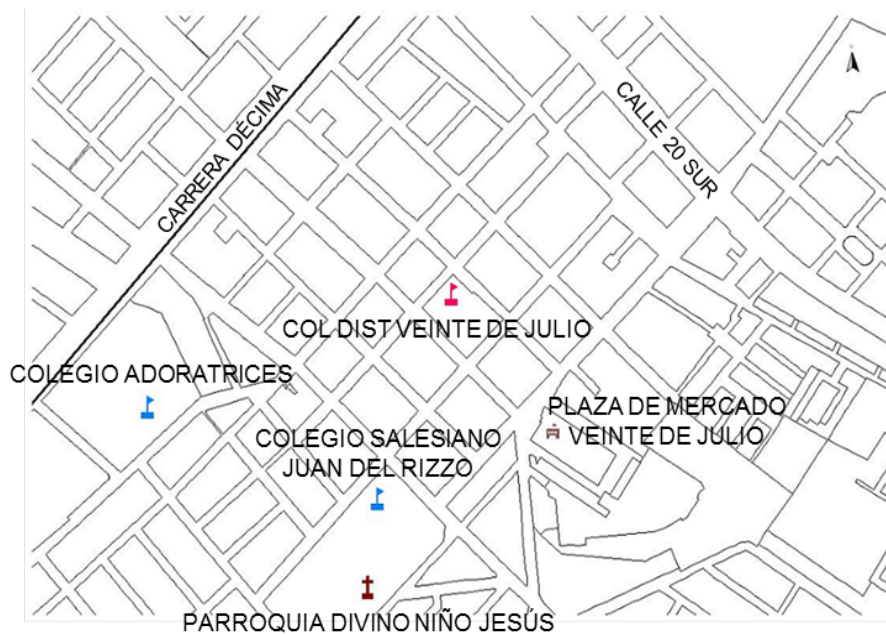 CARRERA DÉCIMA
CALLE 20 SUR
COL DIST VEINTE DE JULIO
COLEGIO ADORATRICES
PLAZA DE MERCADO
VEINTE DE JULIO
COLEGIO SALESIANO
JUAN DEL RIZZO
PARROQUIA DIVINO NIÑO JESÚS